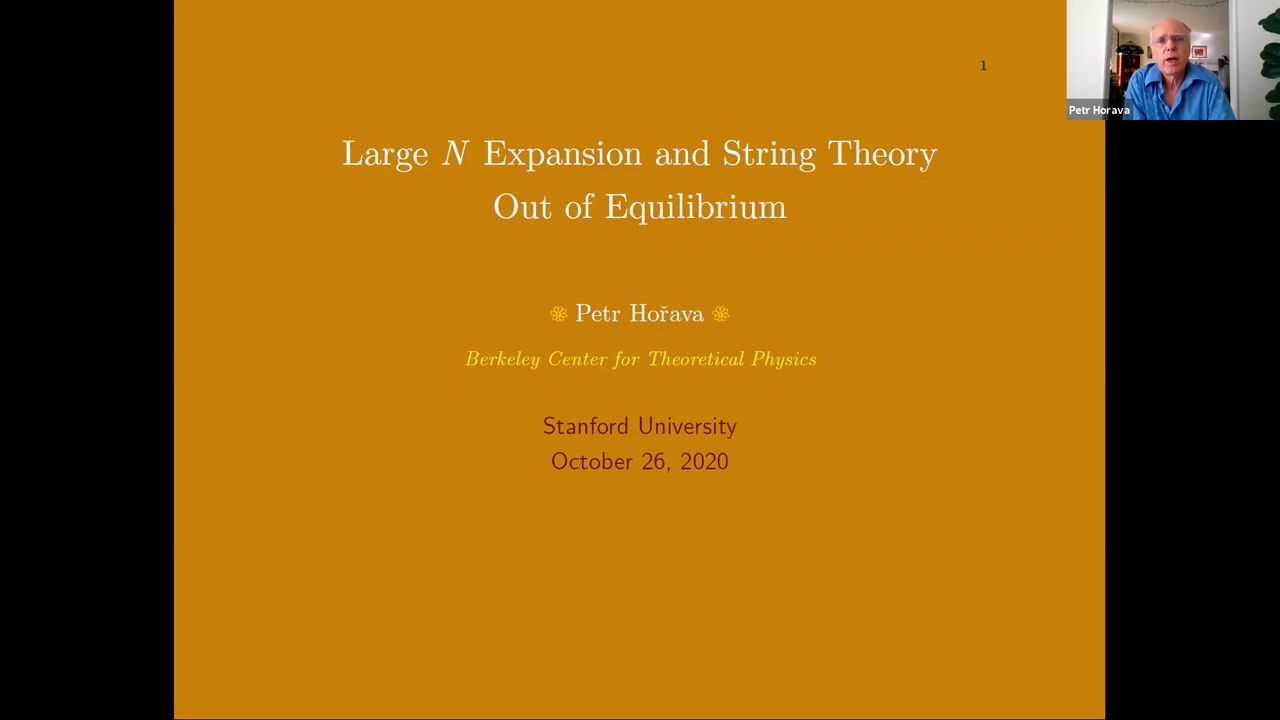 1
Petr Horava
Large N Expansion and String Theory
Out of Equilibrium
Petr Hořava
Berkeley Center for Theoretical Physics
Stanford University
October 26, 2020